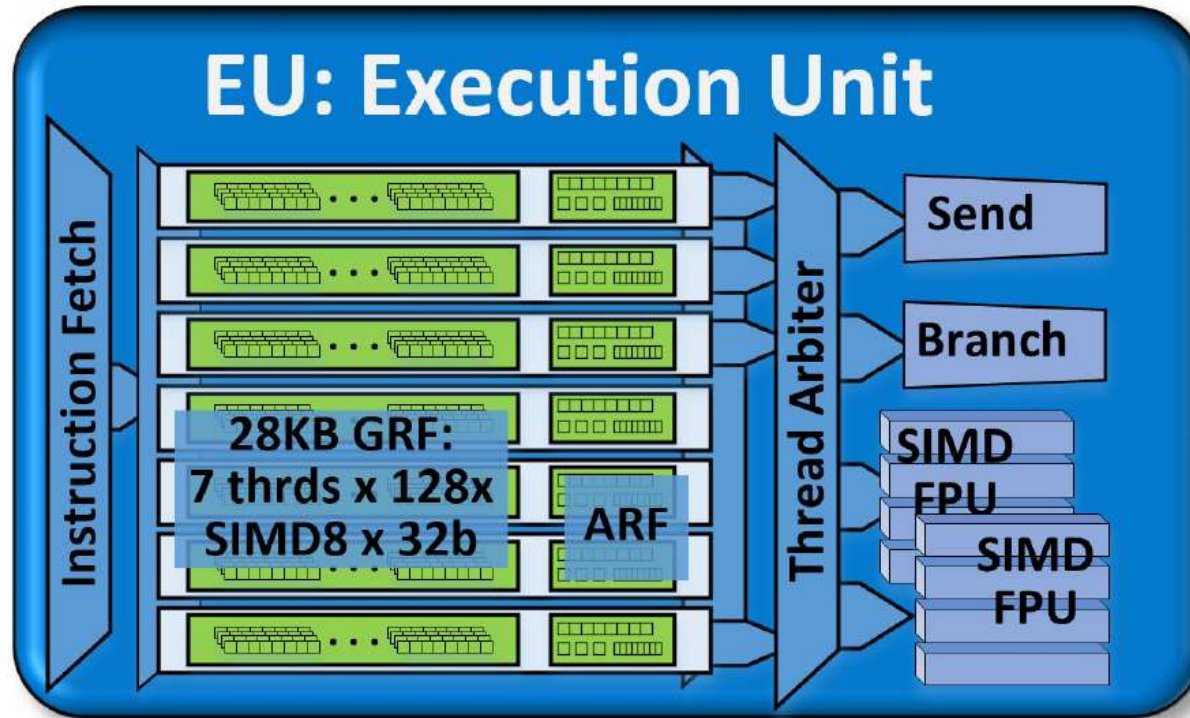 EU: Execution Unit
Instruction Fetch
28KB GRF:
7 thrds x 128x
SIMD8 x 32b
ARF
Thread Arbiter
Send
Branch
SIMD
FPU
SIMD
FPU